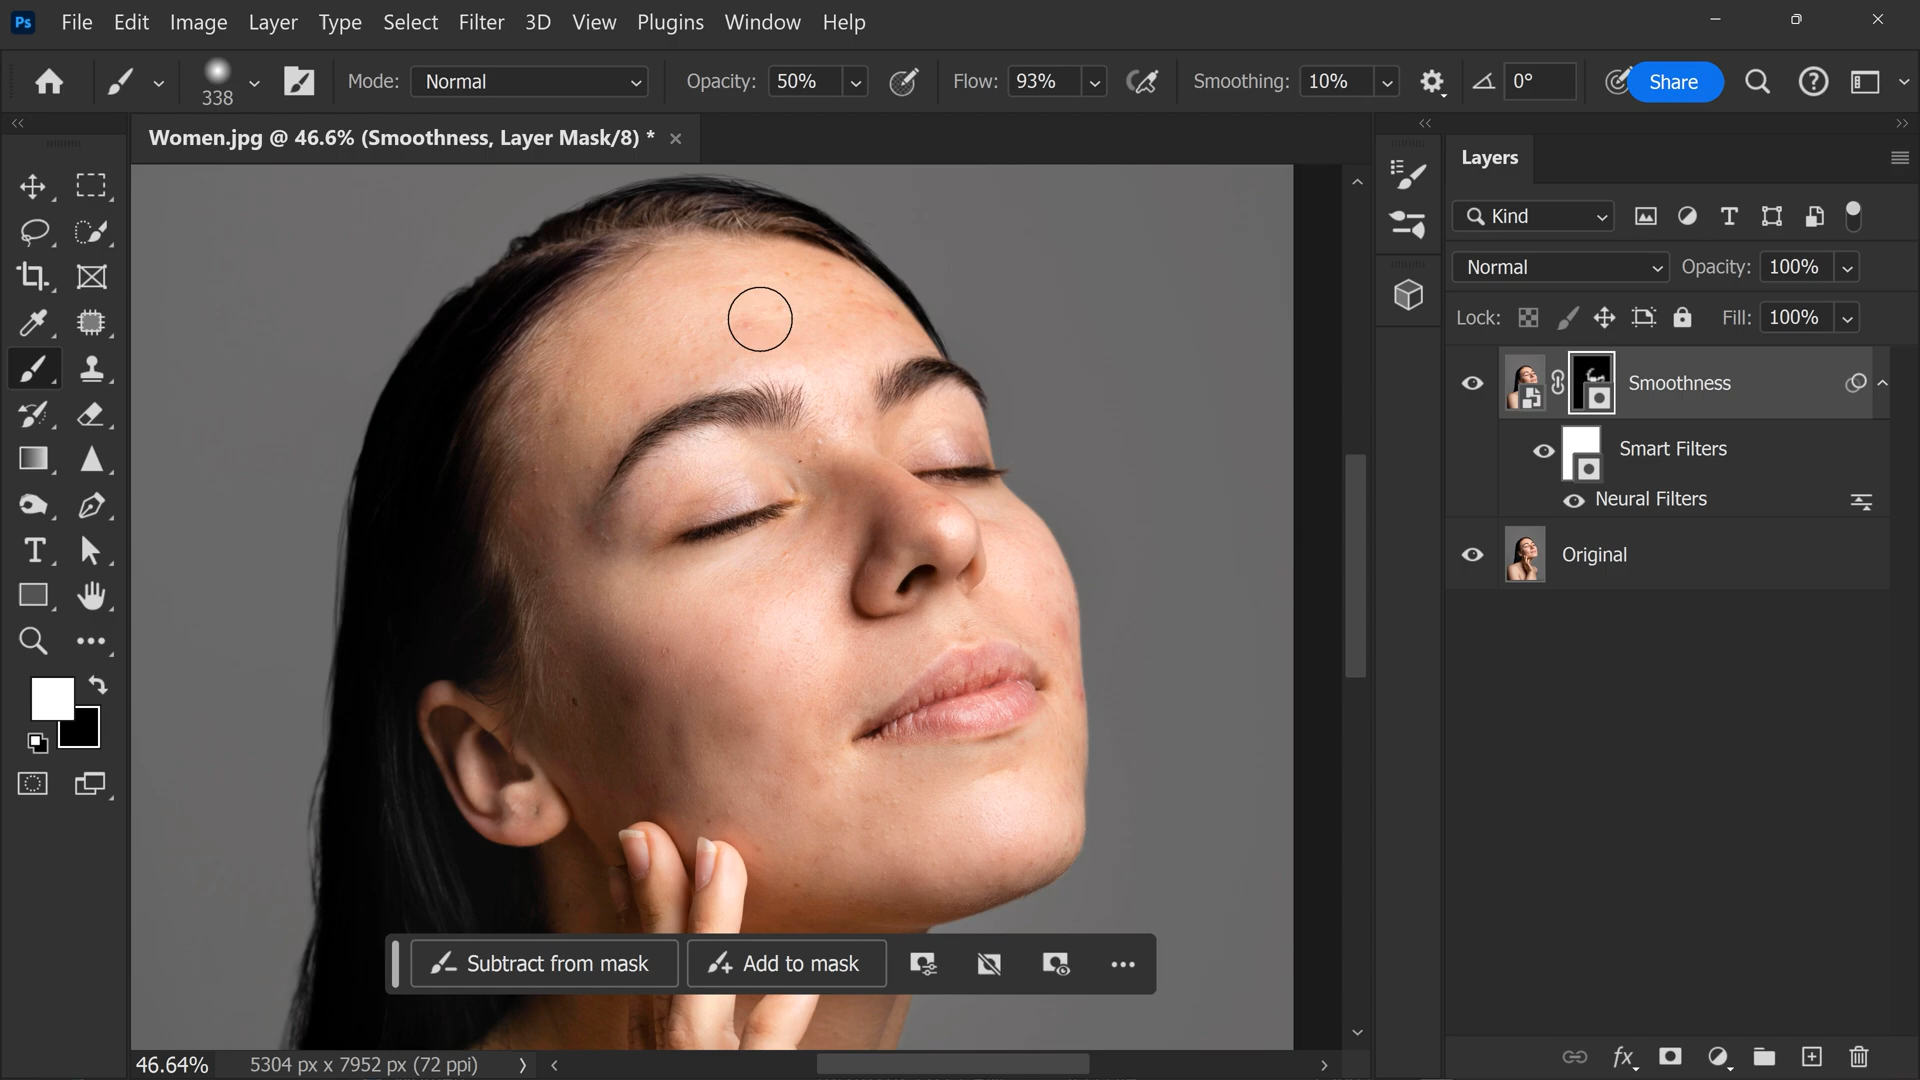 Ps File Edit Image Layer Type Select Filter 3D View Plugins Window Help
338 Mode: Normal Opacity: 50% Flow: 93% Smoothing: 10% 0° Share
Women.jpg @ 46.6% (Smoothness, Layer Mask/8) *
Layers
Kind
Normal Opacity: 100%
Lock: Fill: 100%
Smoothness
Smart Filters
Neural Filters
Original
Subtract from mask Add to mask
46.64% 5304 px x 7952 px (72 ppi)
fx